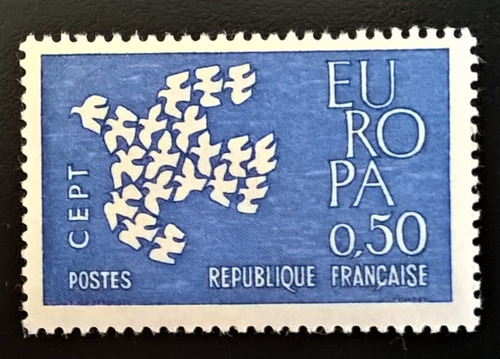 EU
RO
PA
0,50
CEPT
POSTES
REPUBLIQUE FRANÇAISE